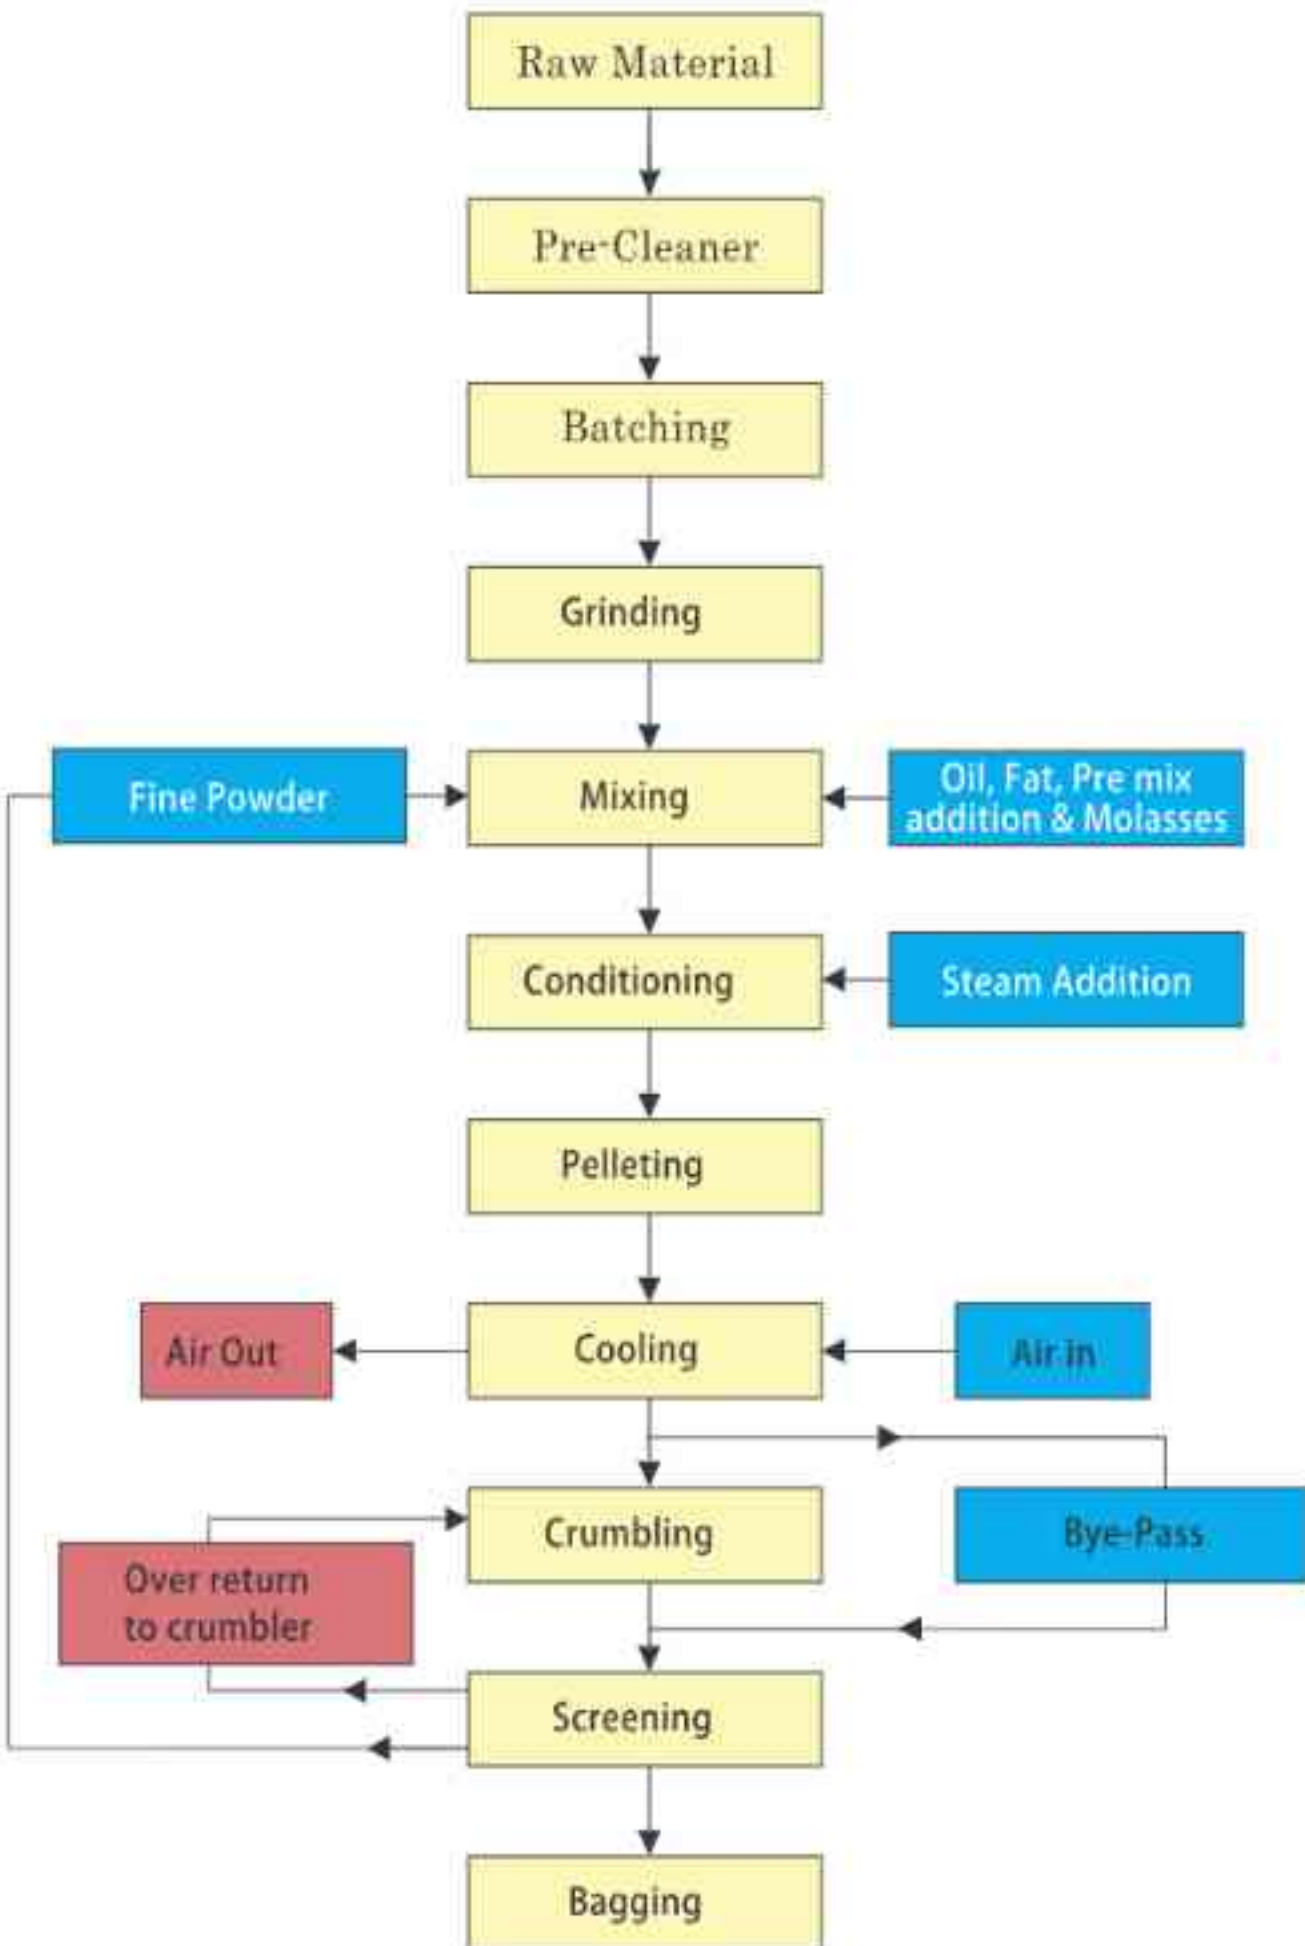 Raw Material
Pre-Cleaner
Batching
Grinding
Fine Powder
Mixing
Oil, Fat, Pre mix
addition & Molasses
Conditioning
Steam Addition
Pelleting
Air Out
Cooling
Air in
Crumbling
Bye-Pass
Over return
to crumbler
Screening
Bagging